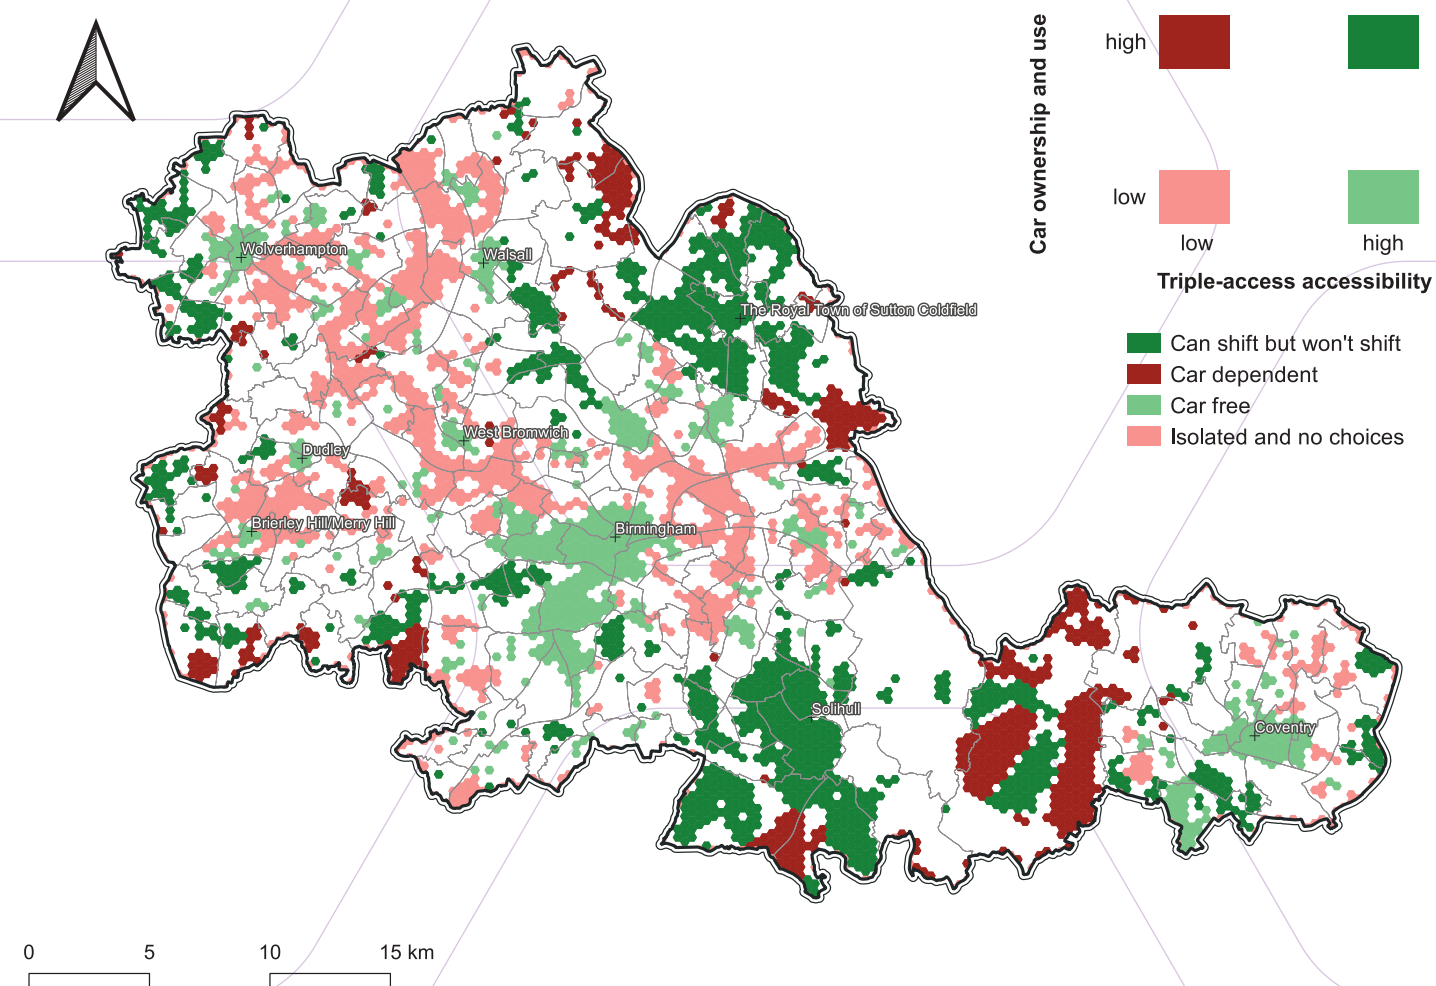 Car ownership and use
high
low
low
high
Triple-access accessibility
Can shift but won't shift
Car dependent
Car free
Isolated and no choices
Wolverhampton
Walsall
The Royal Town of Sutton Coldfield
West Bromwich
Dudley
Brierley Hill/Merry Hill
Birmingham
Solihull
Coventry
0 5 10 15 km